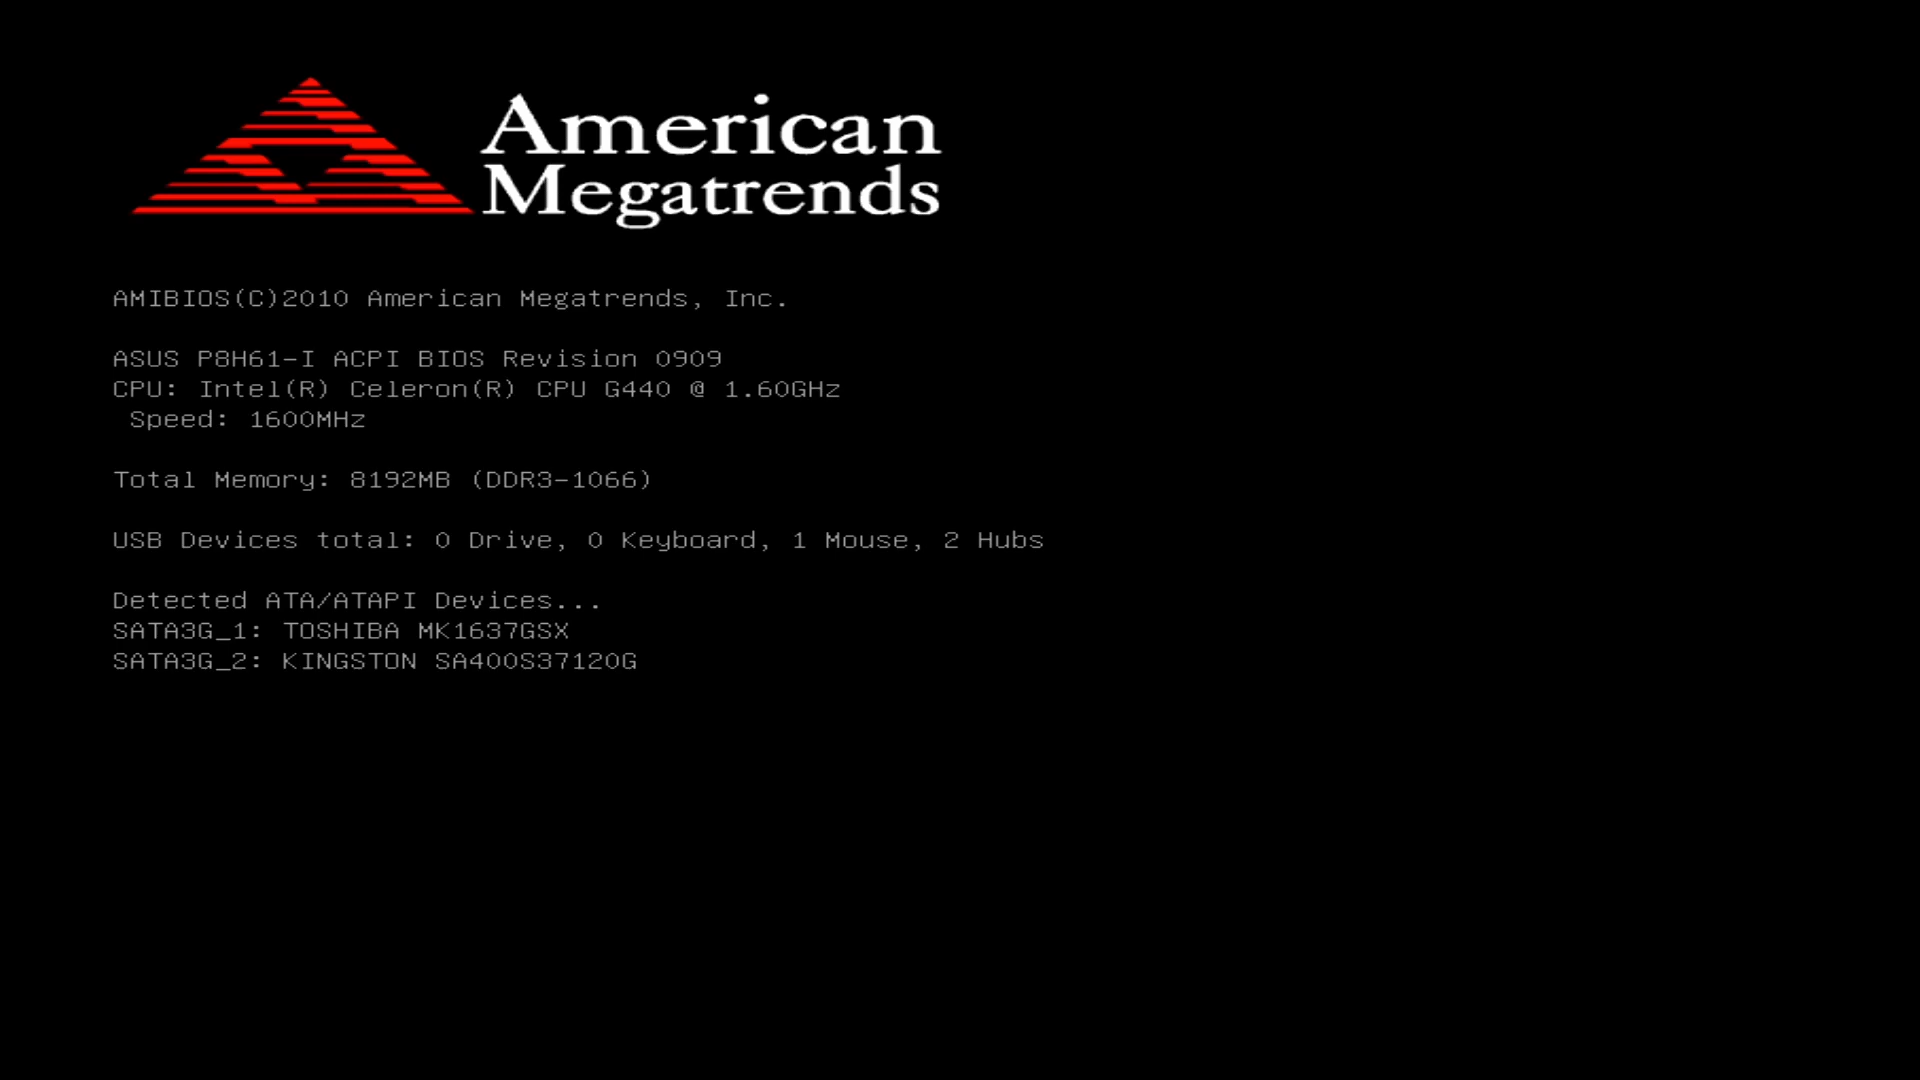 American
Megatrends
AMIBIOS(C)2010 American Megatrends, Inc.
ASUS P8H61-I ACPI BIOS Revision 0909
CPU: Intel(R) Celeron(R) CPU G440 @ 1.60GHz
Speed: 1600MHz
Total Memory: 8192MB (DDR3-1066)
USB Devices total: 0 Drive, 0 Keyboard, 1 Mouse, 2 Hubs
Detected ATA/ATAPI Devices...
SATA3G_1: TOSHIBA MK1637GSX
SATA3G_2: KINGSTON SA400S37120G